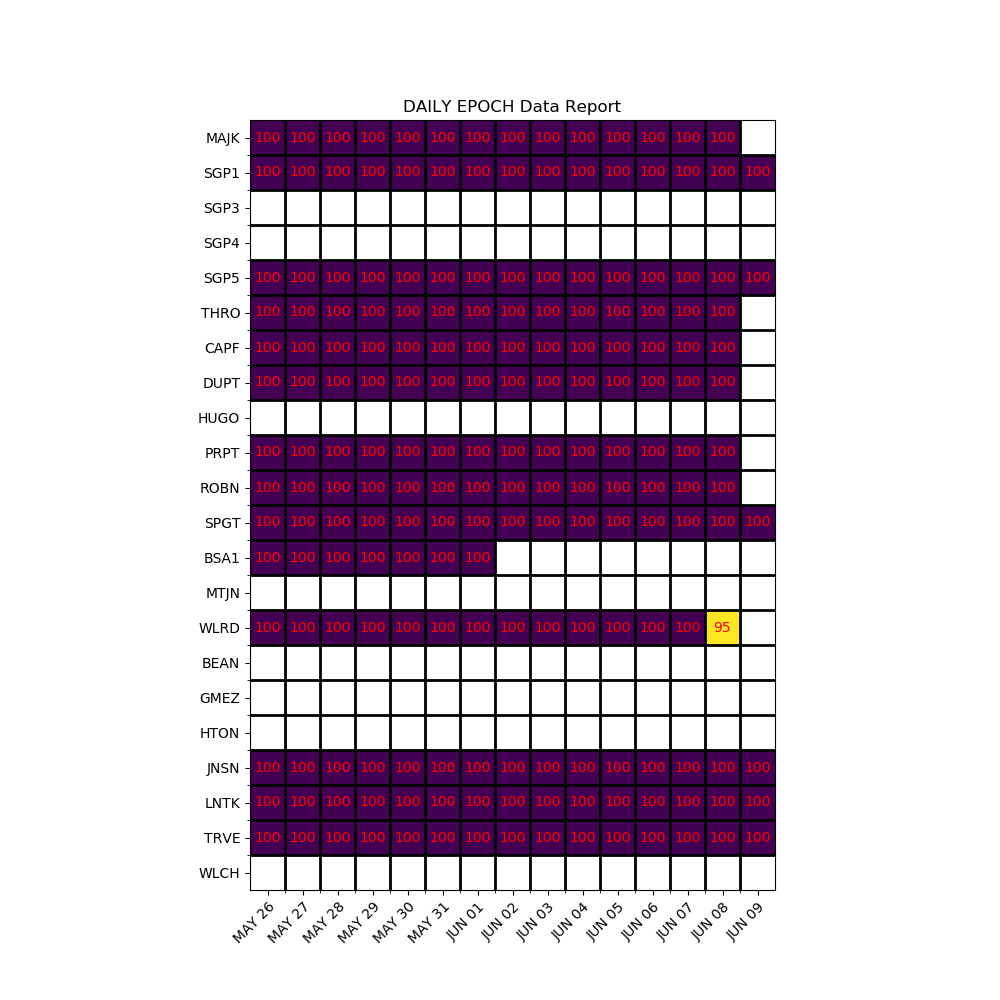 DAILY EPOCH Data Report
MAJK 100 100 100 100 100 100 100 100 100 100 100 100 100 100
SGP1 100 100 100 100 100 100 100 100 100 100 100 100 100 100 100
SGP3
SGP4
SGP5 100 100 100 100 100 100 100 100 100 100 100 100 100 100 100
THRO 100 100 100 100 100 100 100 100 100 100 100 100 100 100
CAPF 100 100 100 100 100 100 100 100 100 100 100 100 100 100
DUPT 100 100 100 100 100 100 100 100 100 100 100 100 100 100
HUGO
PRPT 100 100 100 100 100 100 100 100 100 100 100 100 100 100
ROBN 100 100 100 100 100 100 100 100 100 100 100 100 100 100
SPGT 100 100 100 100 100 100 100 100 100 100 100 100 100 100 100
BSA1 100 100 100 100 100 100 100
MTJN
WLRD 100 100 100 100 100 100 100 100 100 100 100 100 100 95
BEAN
GMEZ
HTON
JNSN 100 100 100 100 100 100 100 100 100 100 100 100 100 100 100
LNTK 100 100 100 100 100 100 100 100 100 100 100 100 100 100 100
TRVE 100 100 100 100 100 100 100 100 100 100 100 100 100 100 100
WLCH
MAY 26 MAY 27 MAY 28 MAY 29 MAY 30 MAY 31 JUN 01 JUN 02 JUN 03 JUN 04 JUN 05 JUN 06 JUN 07 JUN 08 JUN 09